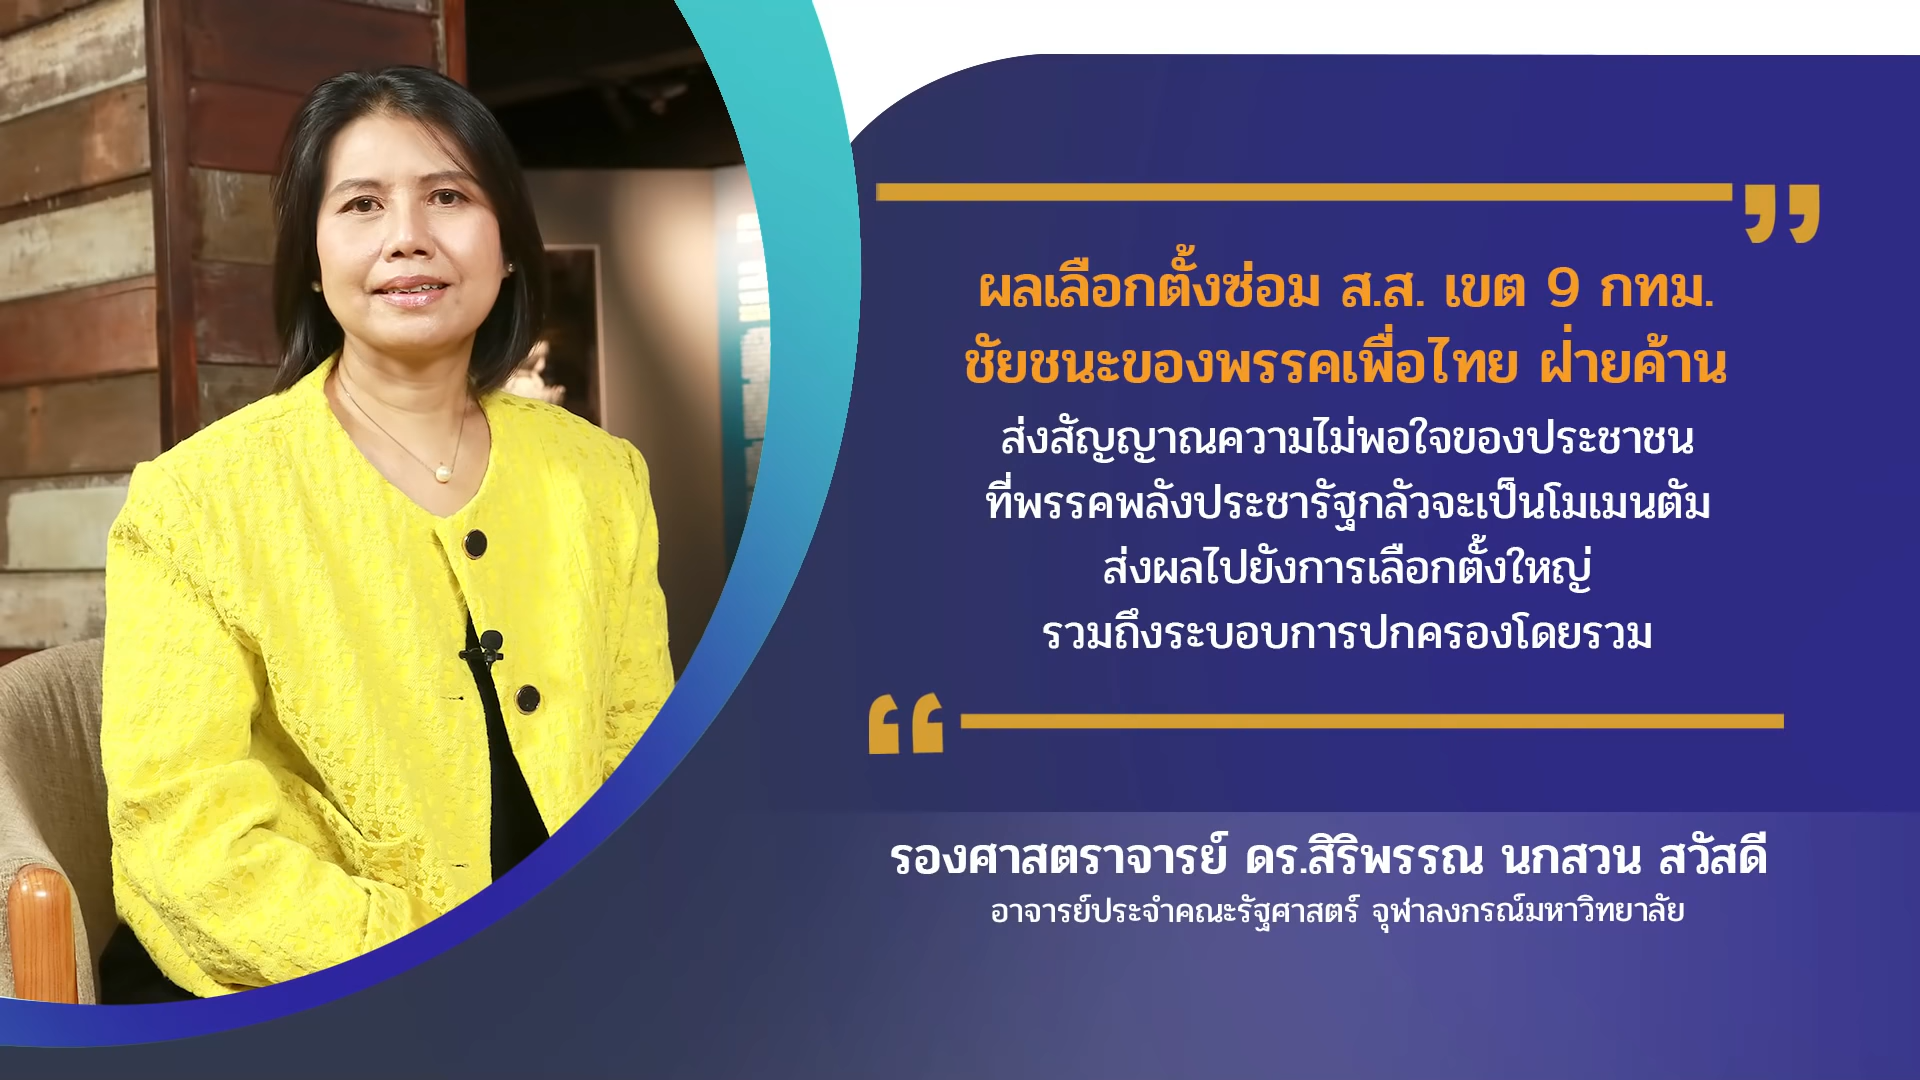 ผลเลือกตั้งซ่อม ส.ส. เขต 9 กทม.
ชัยชนะของพรรคเพื่อไทย ฝ่ายค้าน
ส่งสัญญาณความไม่พอใจของประชาชน
ที่พรรคพลังประชารัฐกลัวจะเป็นโมเมนตัม
ส่งผลไปยังการเลือกตั้งใหญ่
รวมถึงระบอบการปกครองโดยรวม
รองศาสตราจารย์ ดร.สิริพรรณ นกสวน สวัสดี
อาจารย์ประจำคณะรัฐศาสตร์ จุฬาลงกรณ์มหาวิทยาลัย